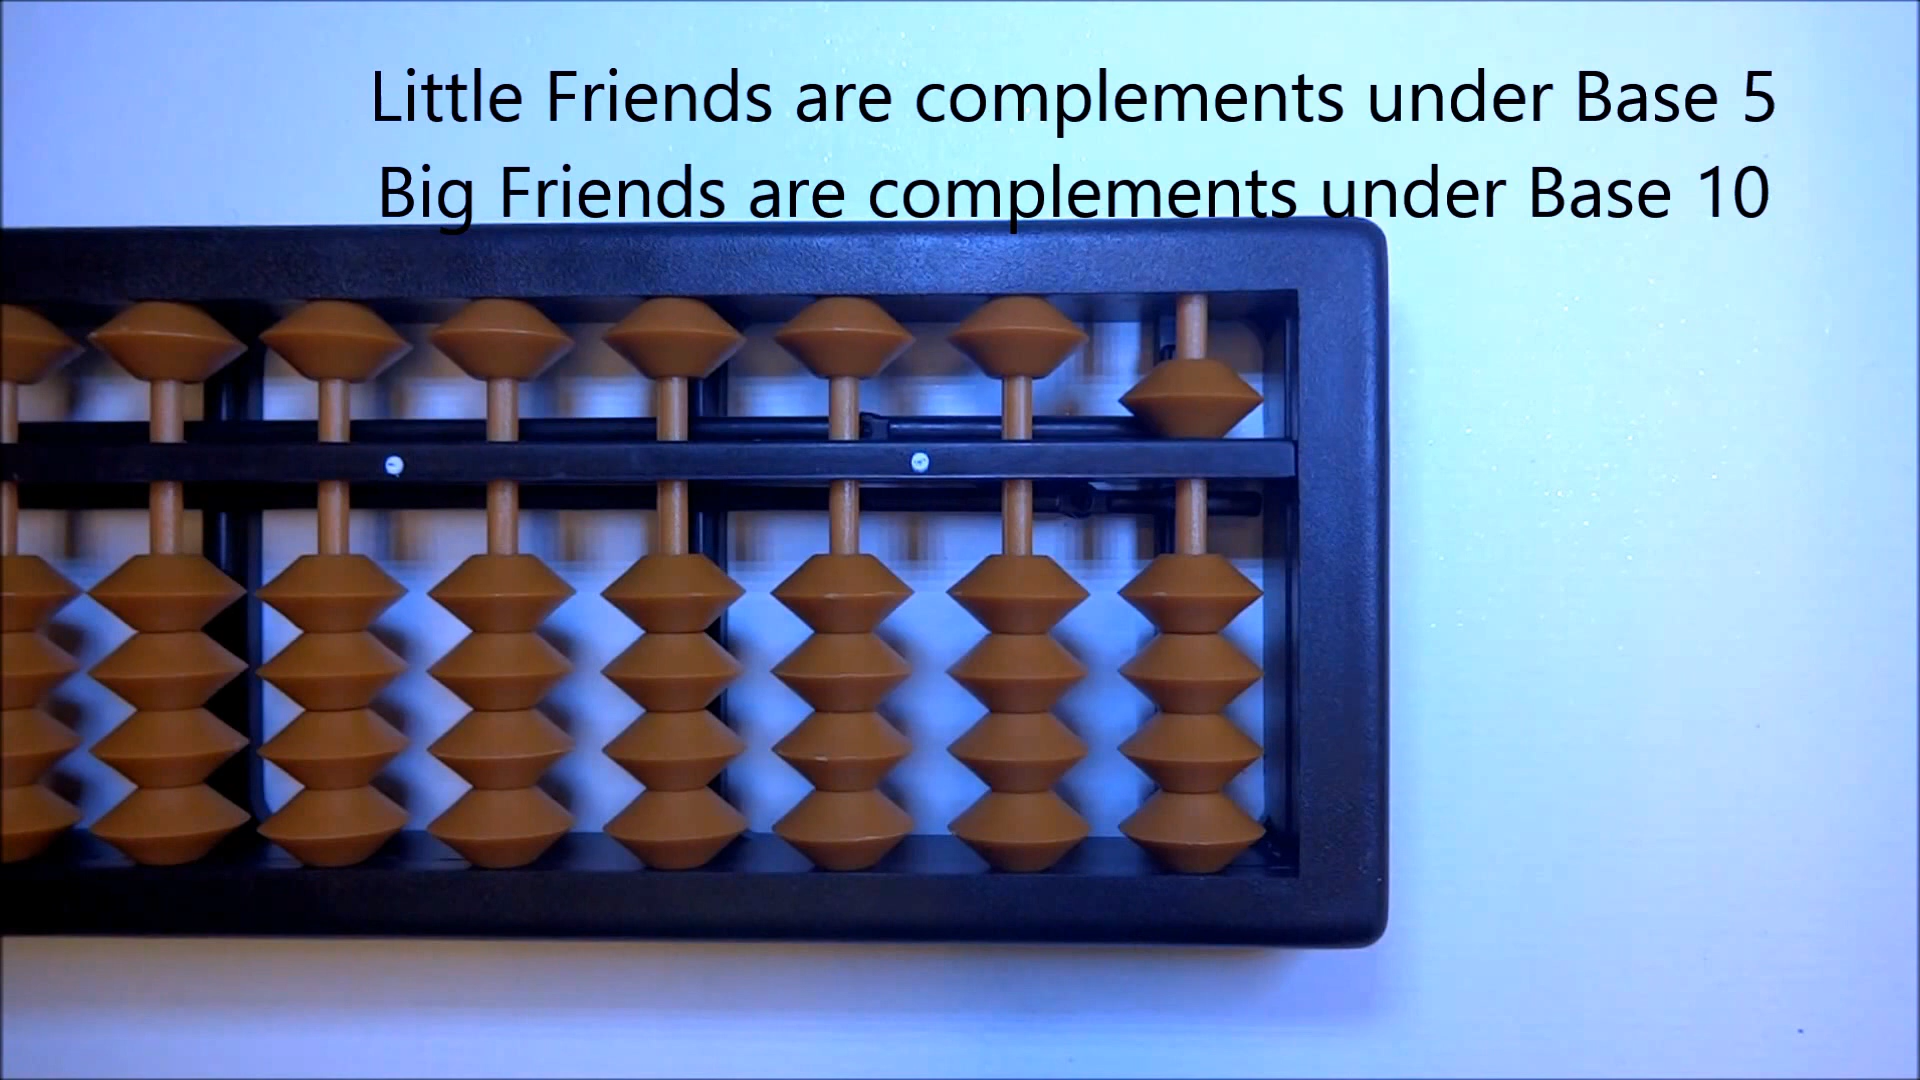 Little Friends are complements under Base 5
Big Friends are complements under Base 10